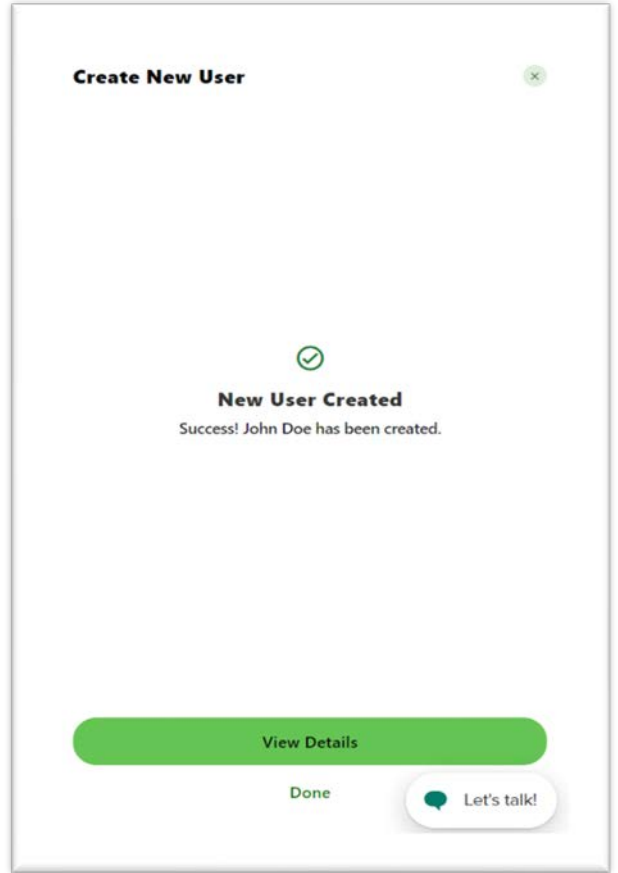 Create New User
New User Created
Success! John Doe has been created.
View Details
Done
Let's talk!